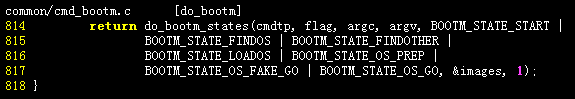 common/cmd_bootm.c [do_bootm]
814 return do_bootm_states(cmdtp, flag, argc, argv, BOOTM_STATE_START |
815 BOOTM_STATE_FINDOS | BOOTM_STATE_FINDOTHER |
816 BOOTM_STATE_LOADOS | BOOTM_STATE_OS_PREP |
817 BOOTM_STATE_OS_FAKE_GO | BOOTM_STATE_OS_GO, &images, 1);
818 }